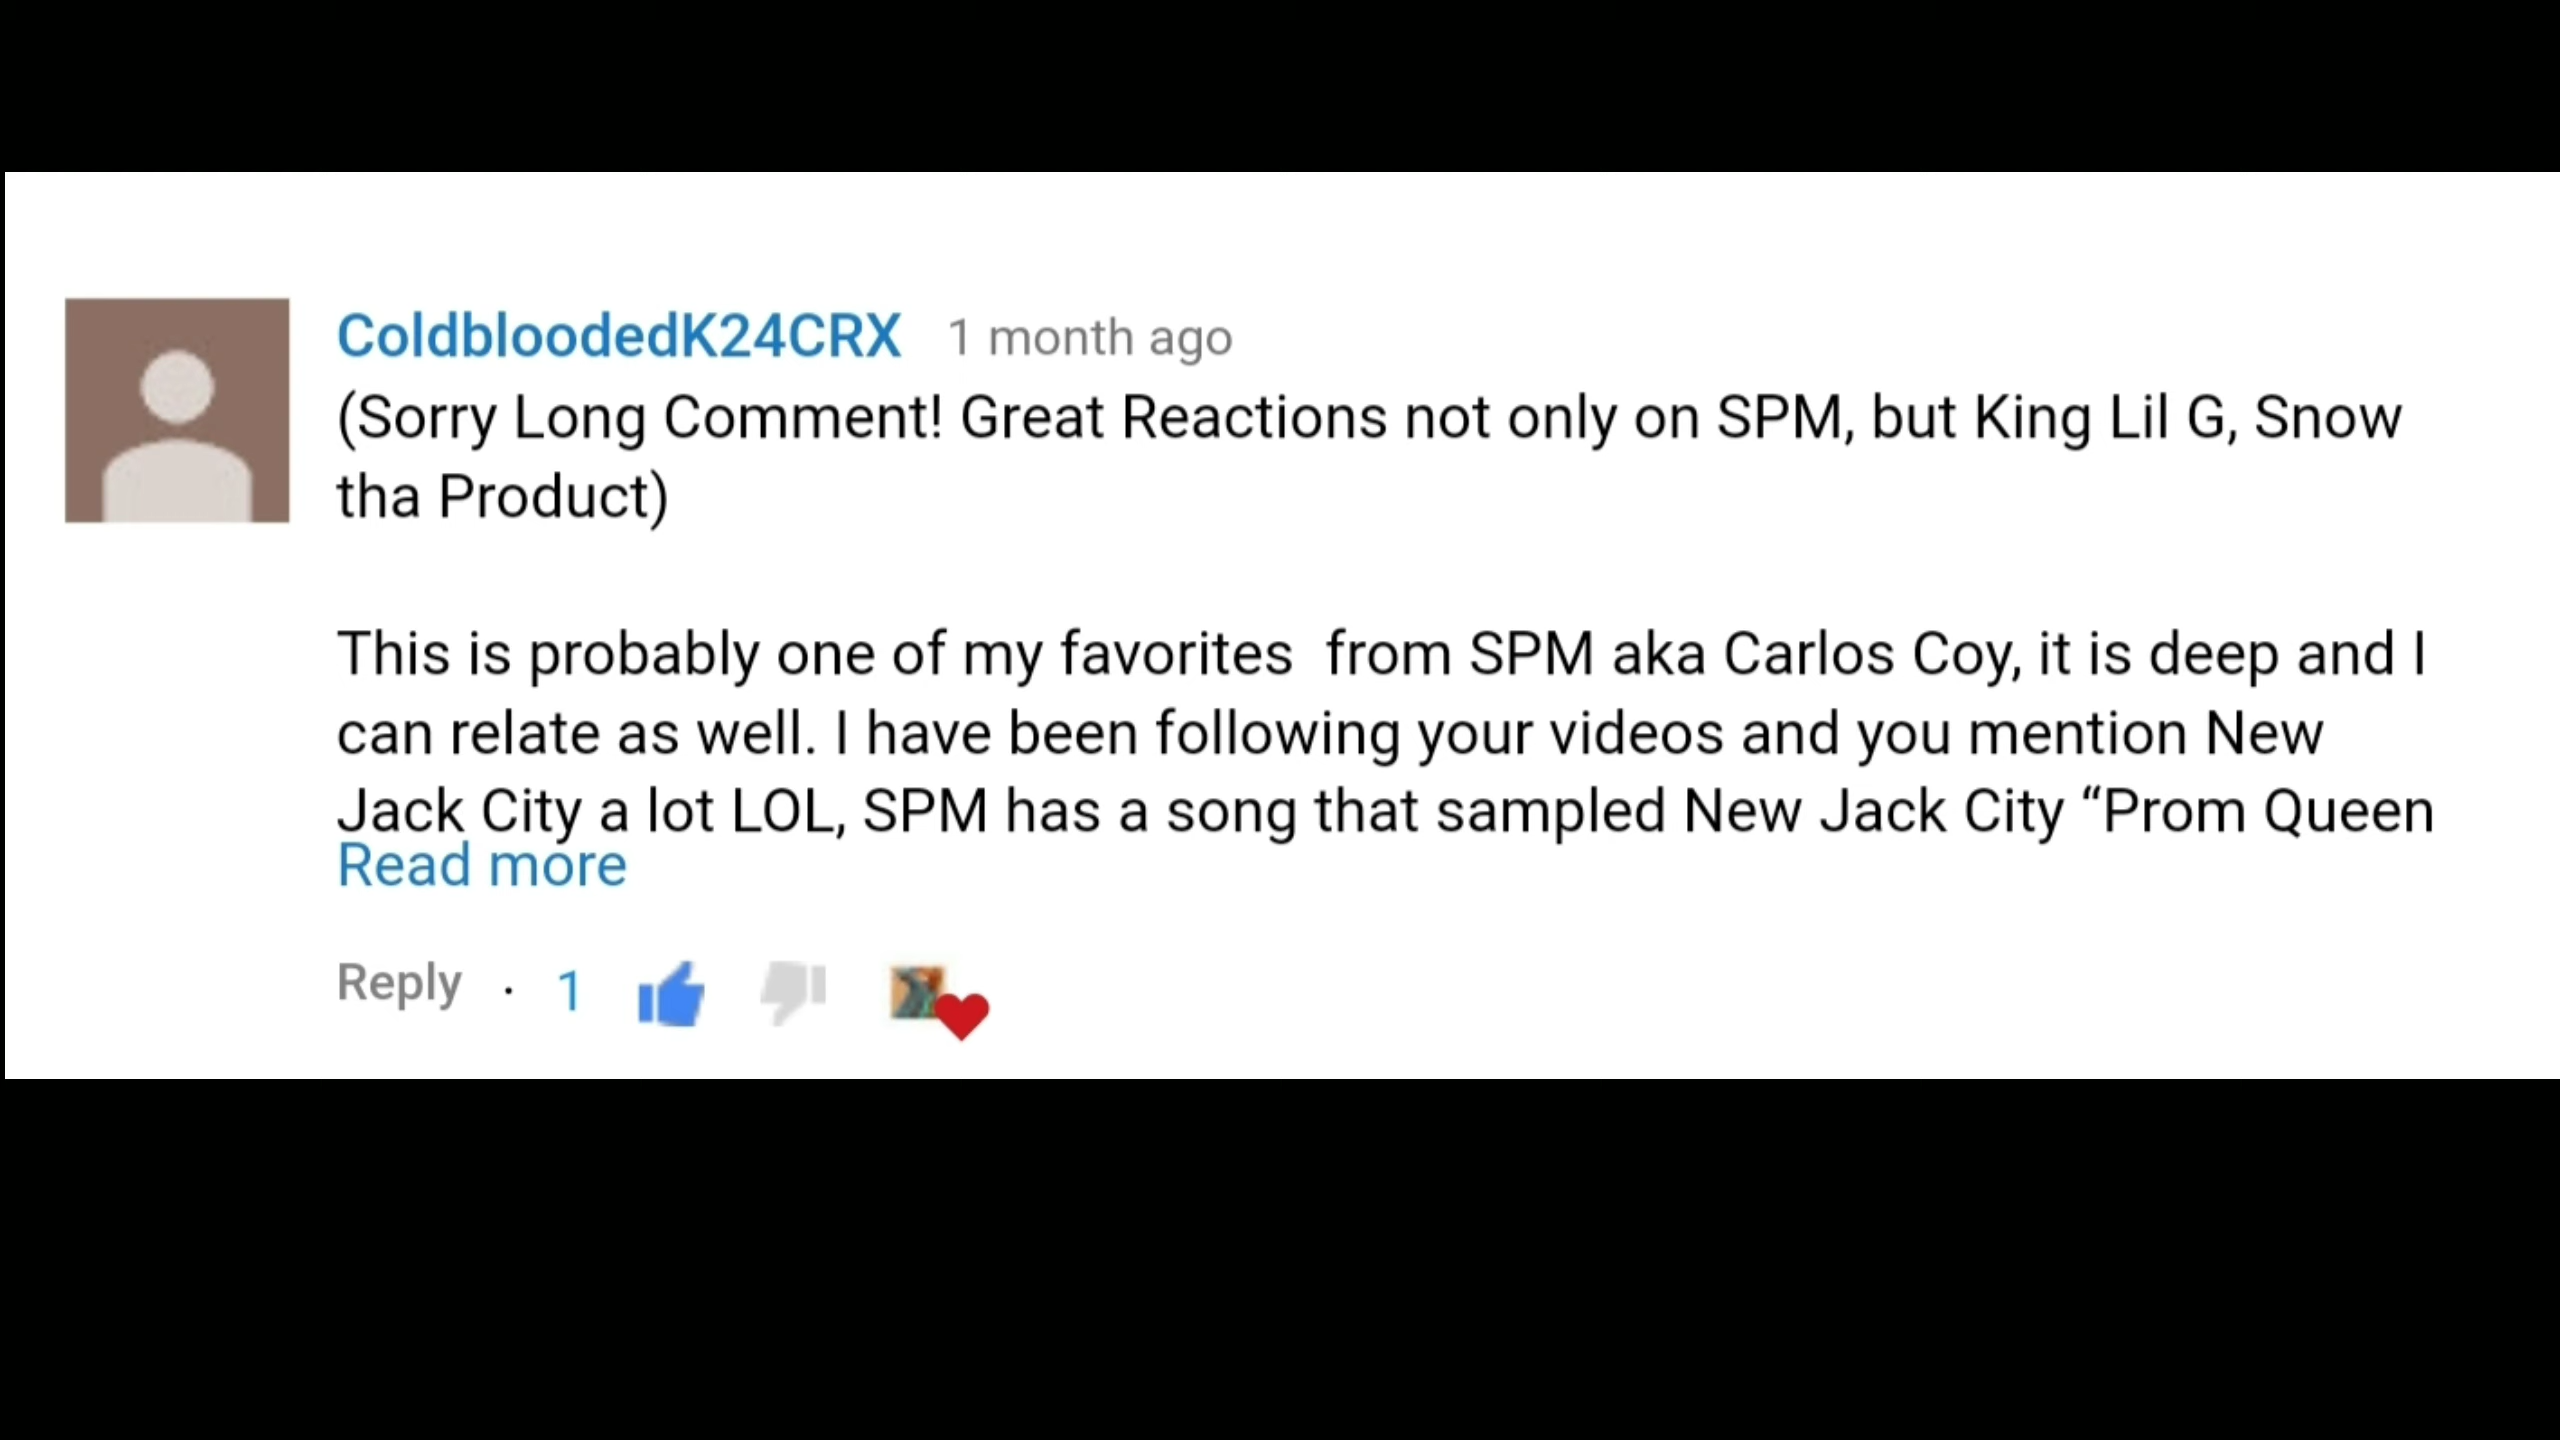 ColdbloodedK24CRX 1 month ago
(Sorry Long Comment! Great Reactions not only on SPM, but King Lil G, Snow
tha Product)
This is probably one of my favorites  from SPM aka Carlos Coy, it is deep and I
can relate as well. I have been following your videos and you mention New
Jack City a lot LOL, SPM has a song that sampled New Jack City “Prom Queen
Read more
Reply · 1